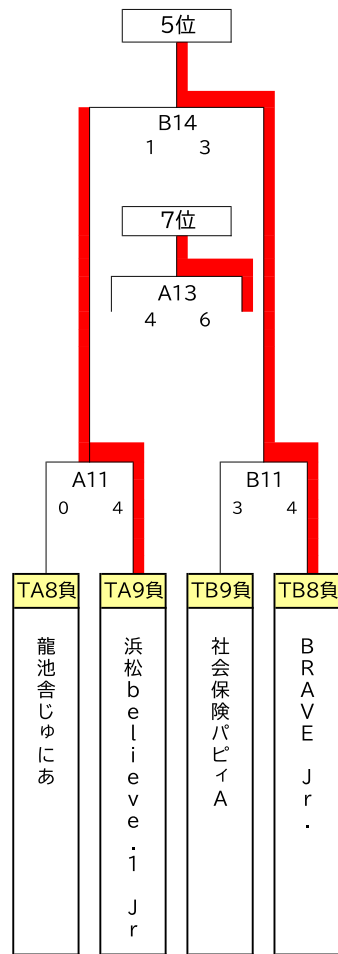 5位
B14
1 3
7位
A13
4 6
A11
0 4
B11
3 4
TA8負 TA9負 TB9負 TB8負
龍池舎じゅにあ
浜松believe.1 Jr
社会保険パピィA
BRAVE Jr.